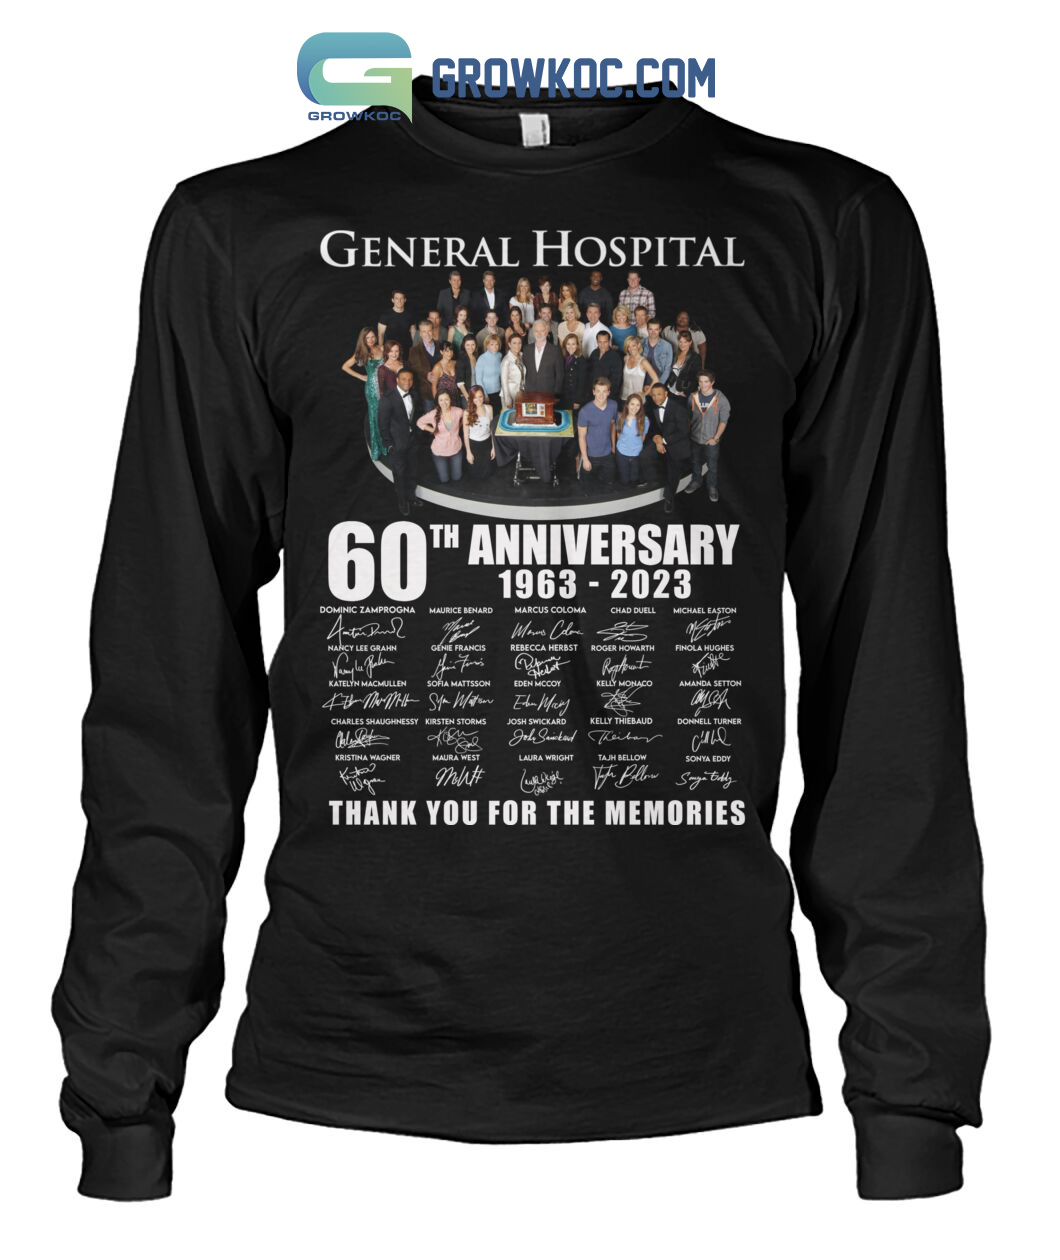 GROWKOC.COM
GROWKOC
GENERAL HOSPITAL
60TH ANNIVERSARY
1963 - 2023
DOMINIC ZAMPROGNA MAURICE BENARD MARCUS COLOMA CHAD DUELL MICHAEL EASTON
NANCY LEE GRAHN GENIE FRANCIS REBECCA HERBST ROGER HOWARTH FINOLA HUGHES
KATELYN MACMULLEN SOFIA MATTSSON EDEN MCCOY KELLY MONACO AMANDA SETTON
CHARLES SHAUGHNESSY KIRSTEN STORMS JOSH SWICKARD KELLY THIEBAUD DONNELL TURNER
KRISTINA WAGNER MAURA WEST LAURA WRIGHT TAJH BELLOW SONYA EDDY
THANK YOU FOR THE MEMORIES